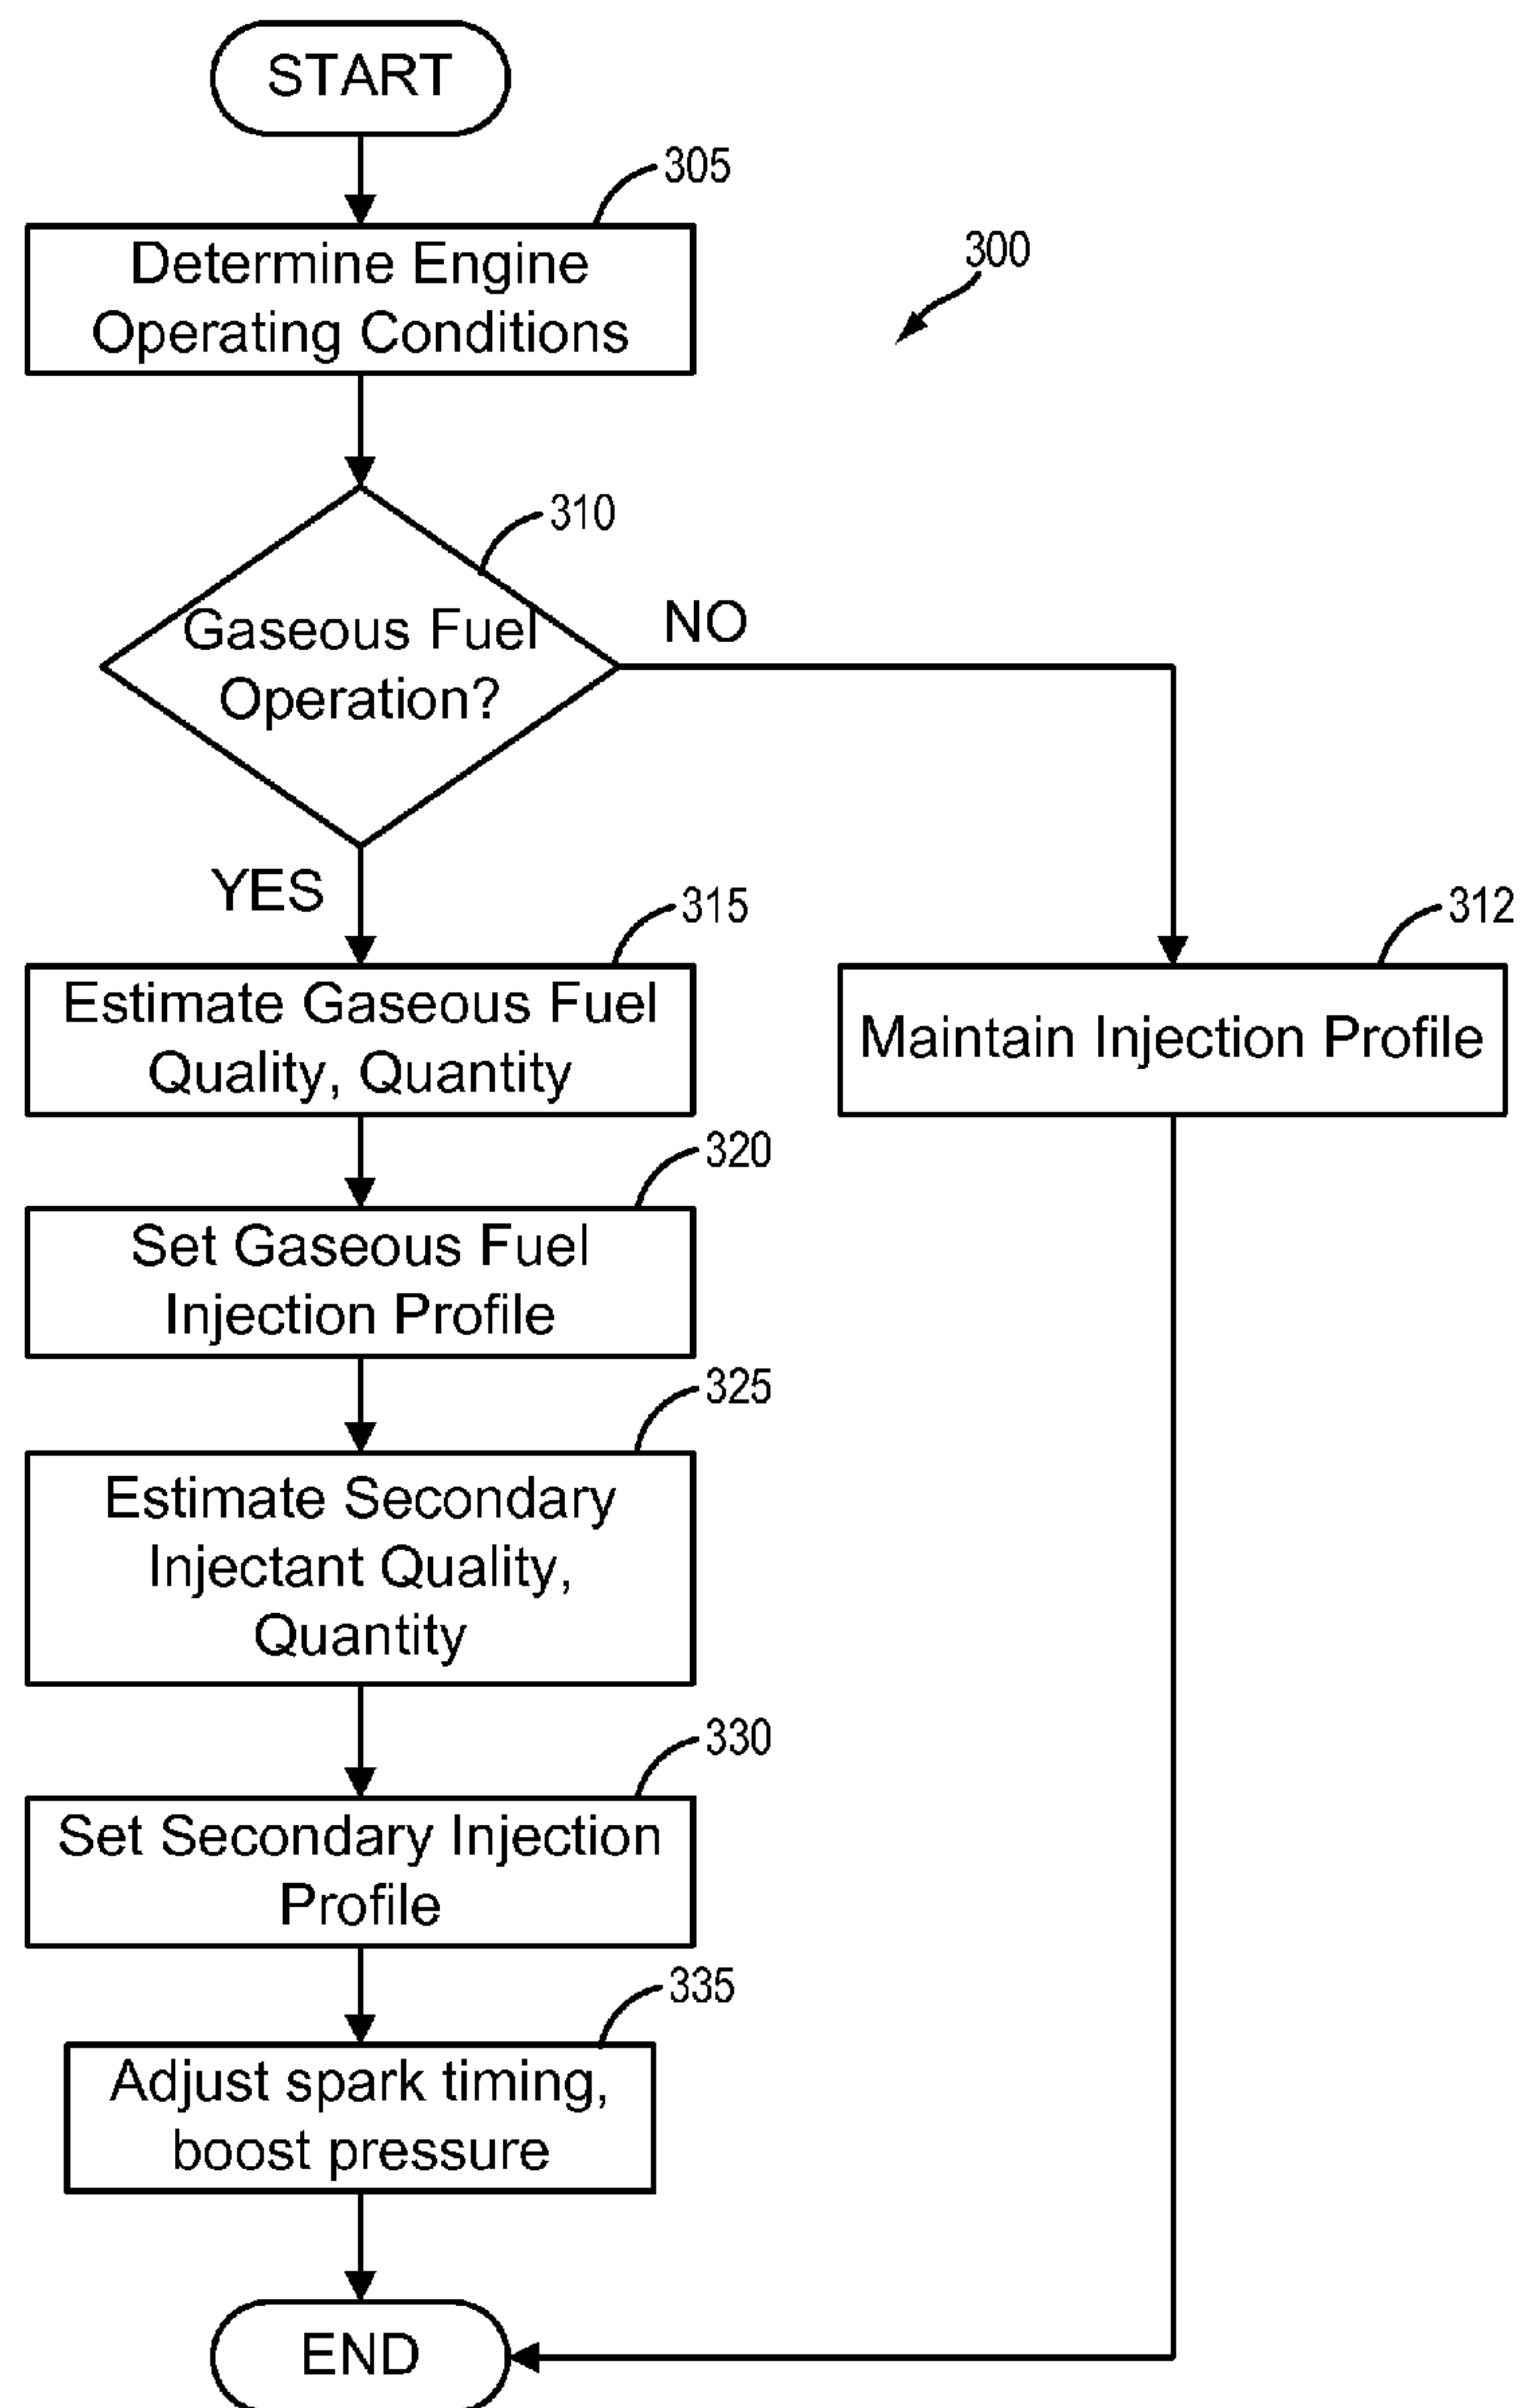 START
305
Determine Engine
Operating Conditions
300
310
Gaseous Fuel
Operation?
NO
YES
315
Estimate Gaseous Fuel
Quality, Quantity
312
Maintain Injection Profile
320
Set Gaseous Fuel
Injection Profile
325
Estimate Secondary
Injectant Quality,
Quantity
330
Set Secondary Injection
Profile
335
Adjust spark timing,
boost pressure
END